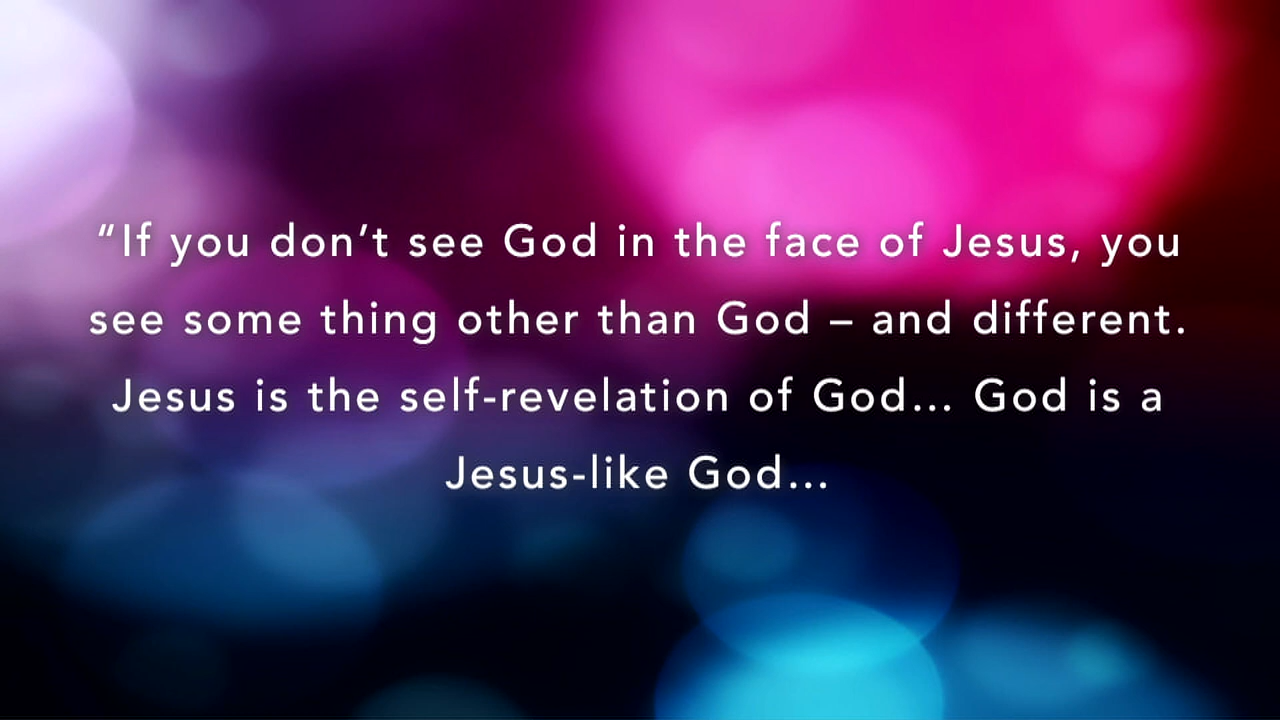 “If you don’t see God in the face of Jesus, you
see some thing other than God – and different.
Jesus is the self-revelation of God... God is a
Jesus-like God...